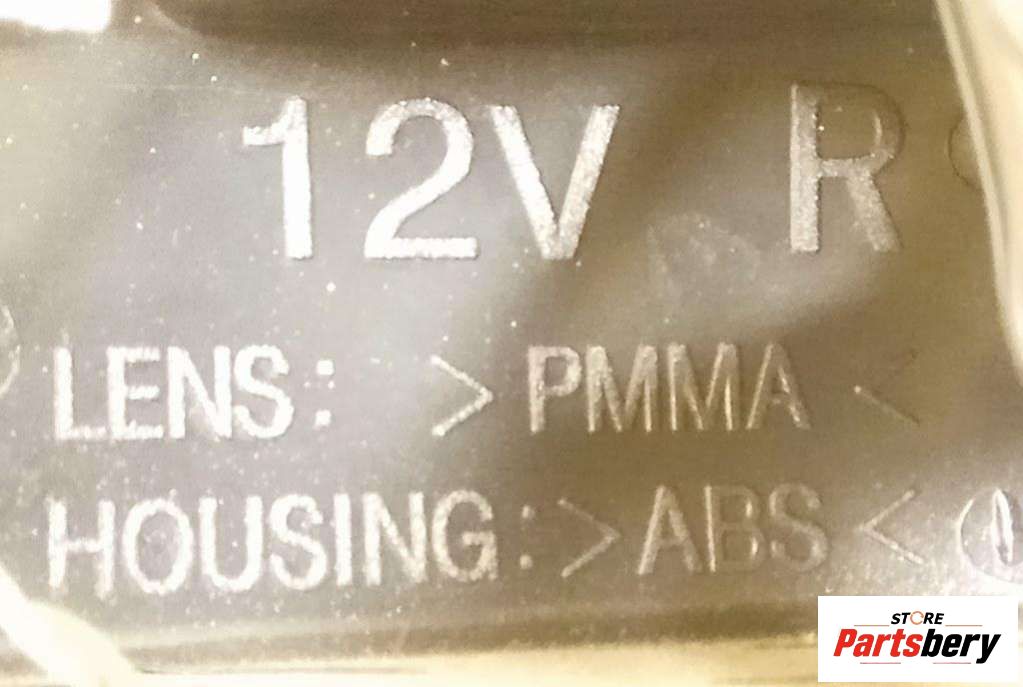 12V R
LENS: >PMMA<
HOUSING:>ABS<
STORE
Partsbery